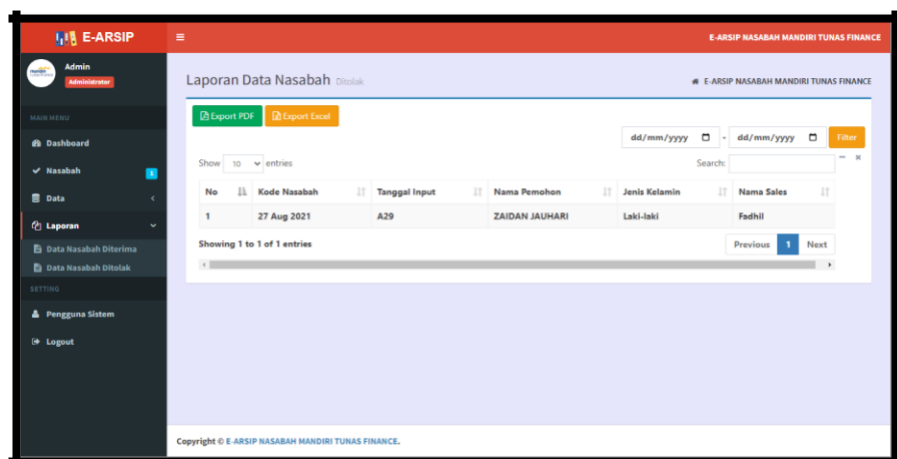 E-ARSIP
E-ARSIP NASABAH MANDIRI TUNAS FINANCE
Admin
Administrator
MAIN MENU
Dashboard
Nasabah 1
Data
Laporan
Data Nasabah Diterima
Data Nasabah Ditolak
SETTING
Pengguna Sistem
Logout
Laporan Data Nasabah Ditolak
E-ARSIP NASABAH MANDIRI TUNAS FINANCE
Export PDF Export Excel
dd/mm/yyyy - dd/mm/yyyy Filter
Show 10 entries Search:
No Kode Nasabah Tanggal Input Nama Pemohon Jenis Kelamin Nama Sales
1 27 Aug 2021 A29 ZAIDAN JAUHARI Laki-laki Fadhil
Showing 1 to 1 of 1 entries Previous 1 Next
Copyright © E-ARSIP NASABAH MANDIRI TUNAS FINANCE.